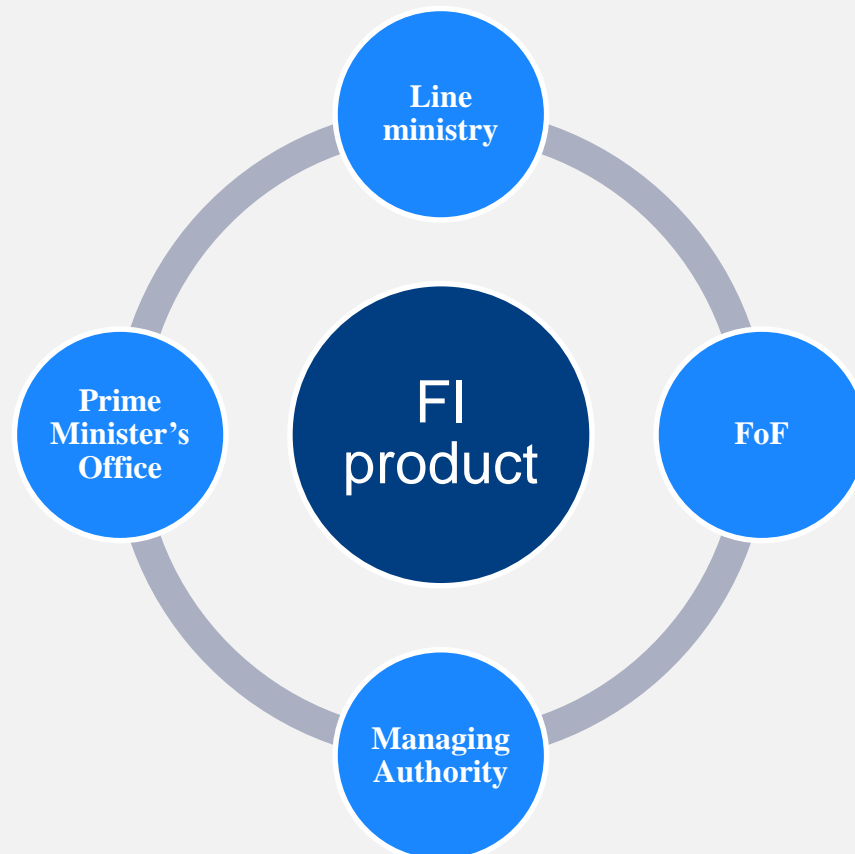 Line
ministry
Prime
Minister’s
Office
FI
product
FoF
Managing
Authority